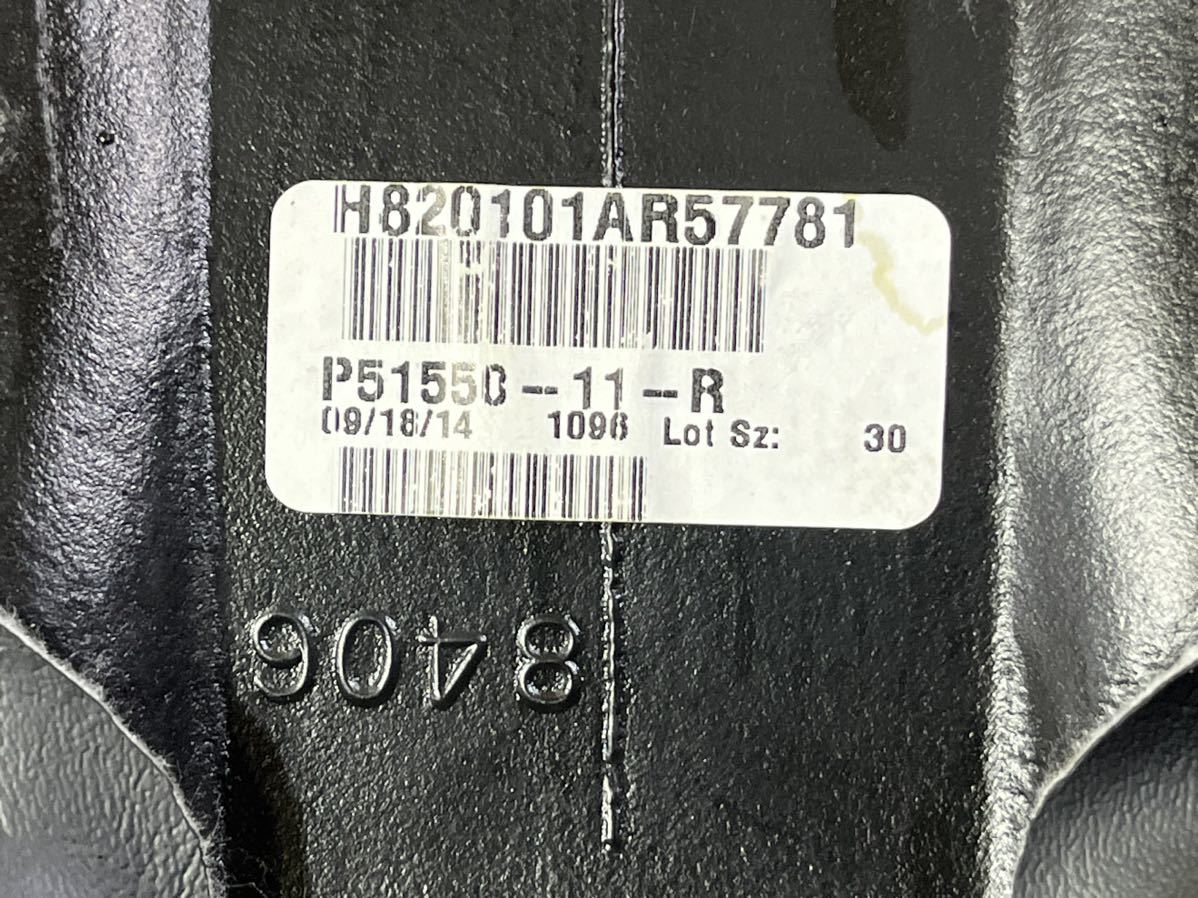 H820101AR57781
P51550-11-R
09/18/14 1096 Lot Sz: 30
8406